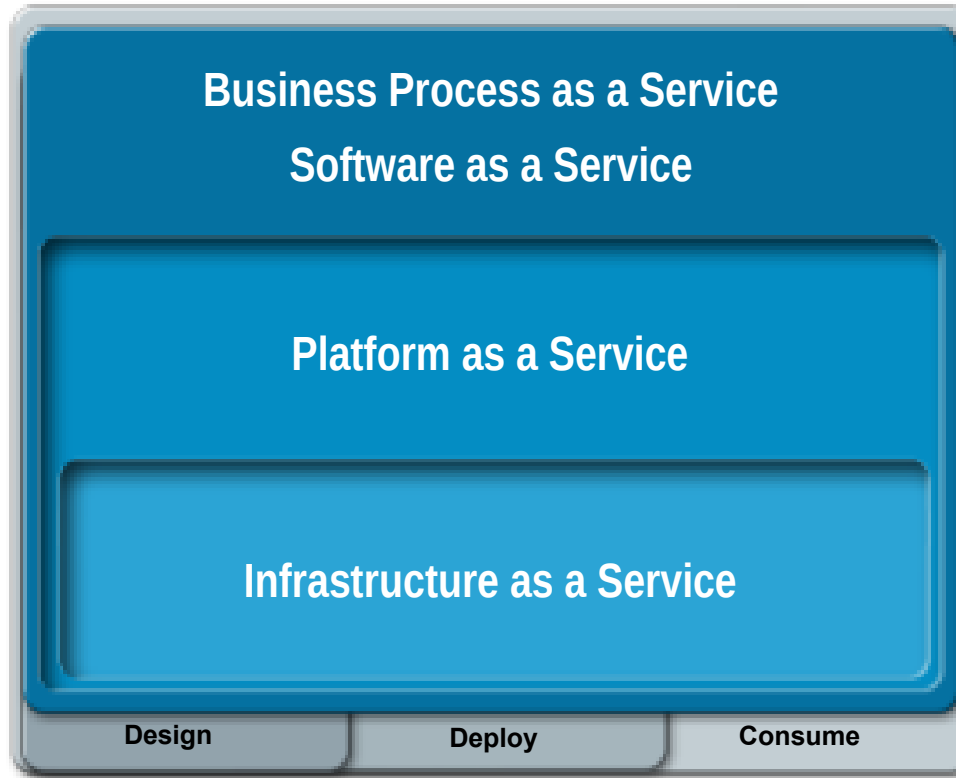 Business Process as a Service
Software as a Service
Platform as a Service
Infrastructure as a Service
Design
Deploy
Consume